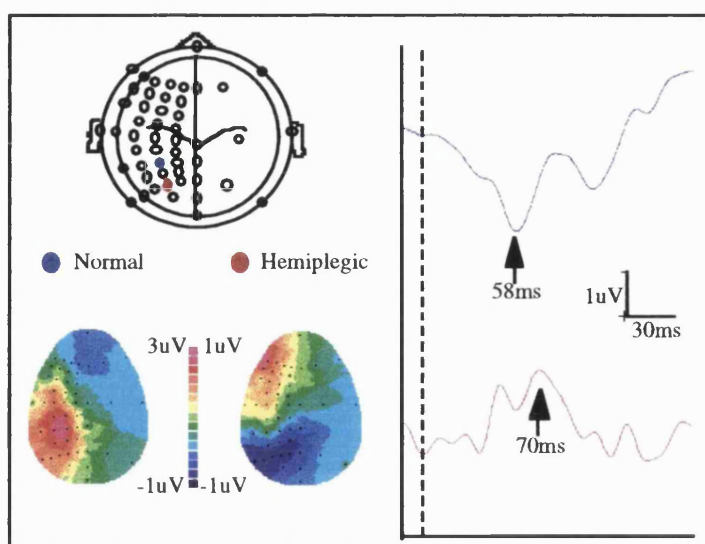 Normal
Hemiplegic
3uV 1uV
-1uV -1uV
58ms
1uV
30ms
70ms